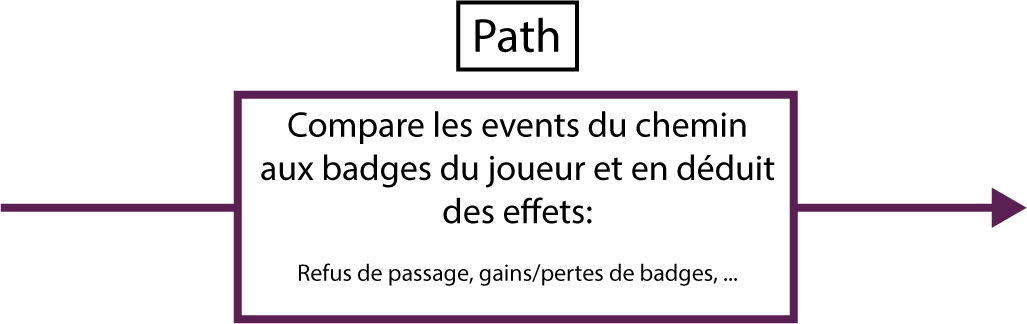 Path
Compare les events du chemin
aux badges du joueur et en déduit
des effets:
Refus de passage, gains/pertes de badges, ...